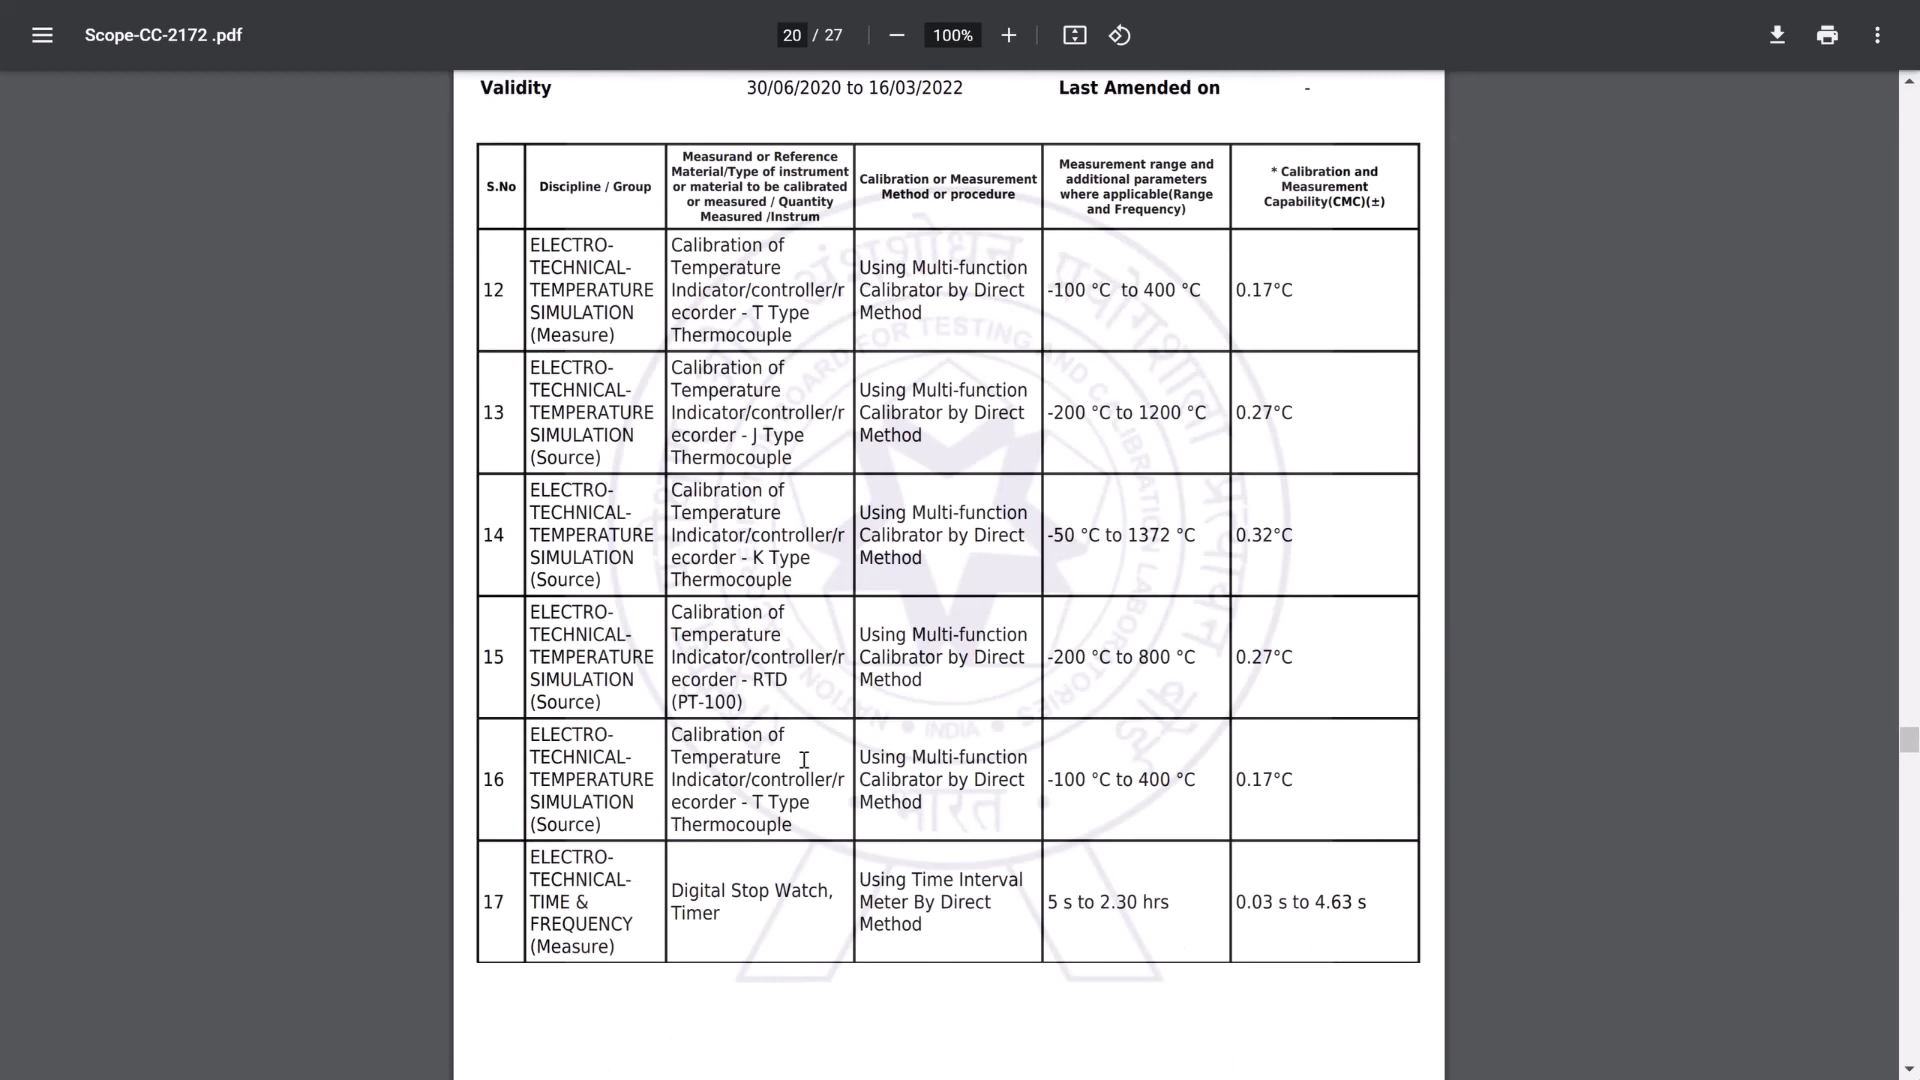 Scope-CC-2172 .pdf
20 / 27
100%
Validity 30/06/2020 to 16/03/2022 Last Amended on -
S.No
Discipline / Group
Measurand or Reference
Material/Type of instrument
or material to be calibrated
or measured / Quantity
Measured /Instrum
Calibration or Measurement
Method or procedure
Measurement range and
additional parameters
where applicable(Range
and Frequency)
* Calibration and
Measurement
Capability(CMC)(±)
12
ELECTRO-
TECHNICAL-
TEMPERATURE
SIMULATION
(Measure)
Calibration of
Temperature
Indicator/controller/r
ecorder - T Type
Thermocouple
Using Multi-function
Calibrator by Direct
Method
-100 °C  to 400 °C
0.17°C
13
ELECTRO-
TECHNICAL-
TEMPERATURE
SIMULATION
(Source)
Calibration of
Temperature
Indicator/controller/r
ecorder - J Type
Thermocouple
Using Multi-function
Calibrator by Direct
Method
-200 °C to 1200 °C
0.27°C
14
ELECTRO-
TECHNICAL-
TEMPERATURE
SIMULATION
(Source)
Calibration of
Temperature
Indicator/controller/r
ecorder - K Type
Thermocouple
Using Multi-function
Calibrator by Direct
Method
-50 °C to 1372 °C
0.32°C
15
ELECTRO-
TECHNICAL-
TEMPERATURE
SIMULATION
(Source)
Calibration of
Temperature
Indicator/controller/r
ecorder - RTD
(PT-100)
Using Multi-function
Calibrator by Direct
Method
-200 °C to 800 °C
0.27°C
16
ELECTRO-
TECHNICAL-
TEMPERATURE
SIMULATION
(Source)
Calibration of
Temperature
Indicator/controller/r
ecorder - T Type
Thermocouple
Using Multi-function
Calibrator by Direct
Method
-100 °C to 400 °C
0.17°C
17
ELECTRO-
TECHNICAL-
TIME &
FREQUENCY
(Measure)
Digital Stop Watch,
Timer
Using Time Interval
Meter By Direct
Method
5 s to 2.30 hrs
0.03 s to 4.63 s
BOARD FOR TESTING AND CALIBRATION LABORATORIES
• INDIA •
भारत